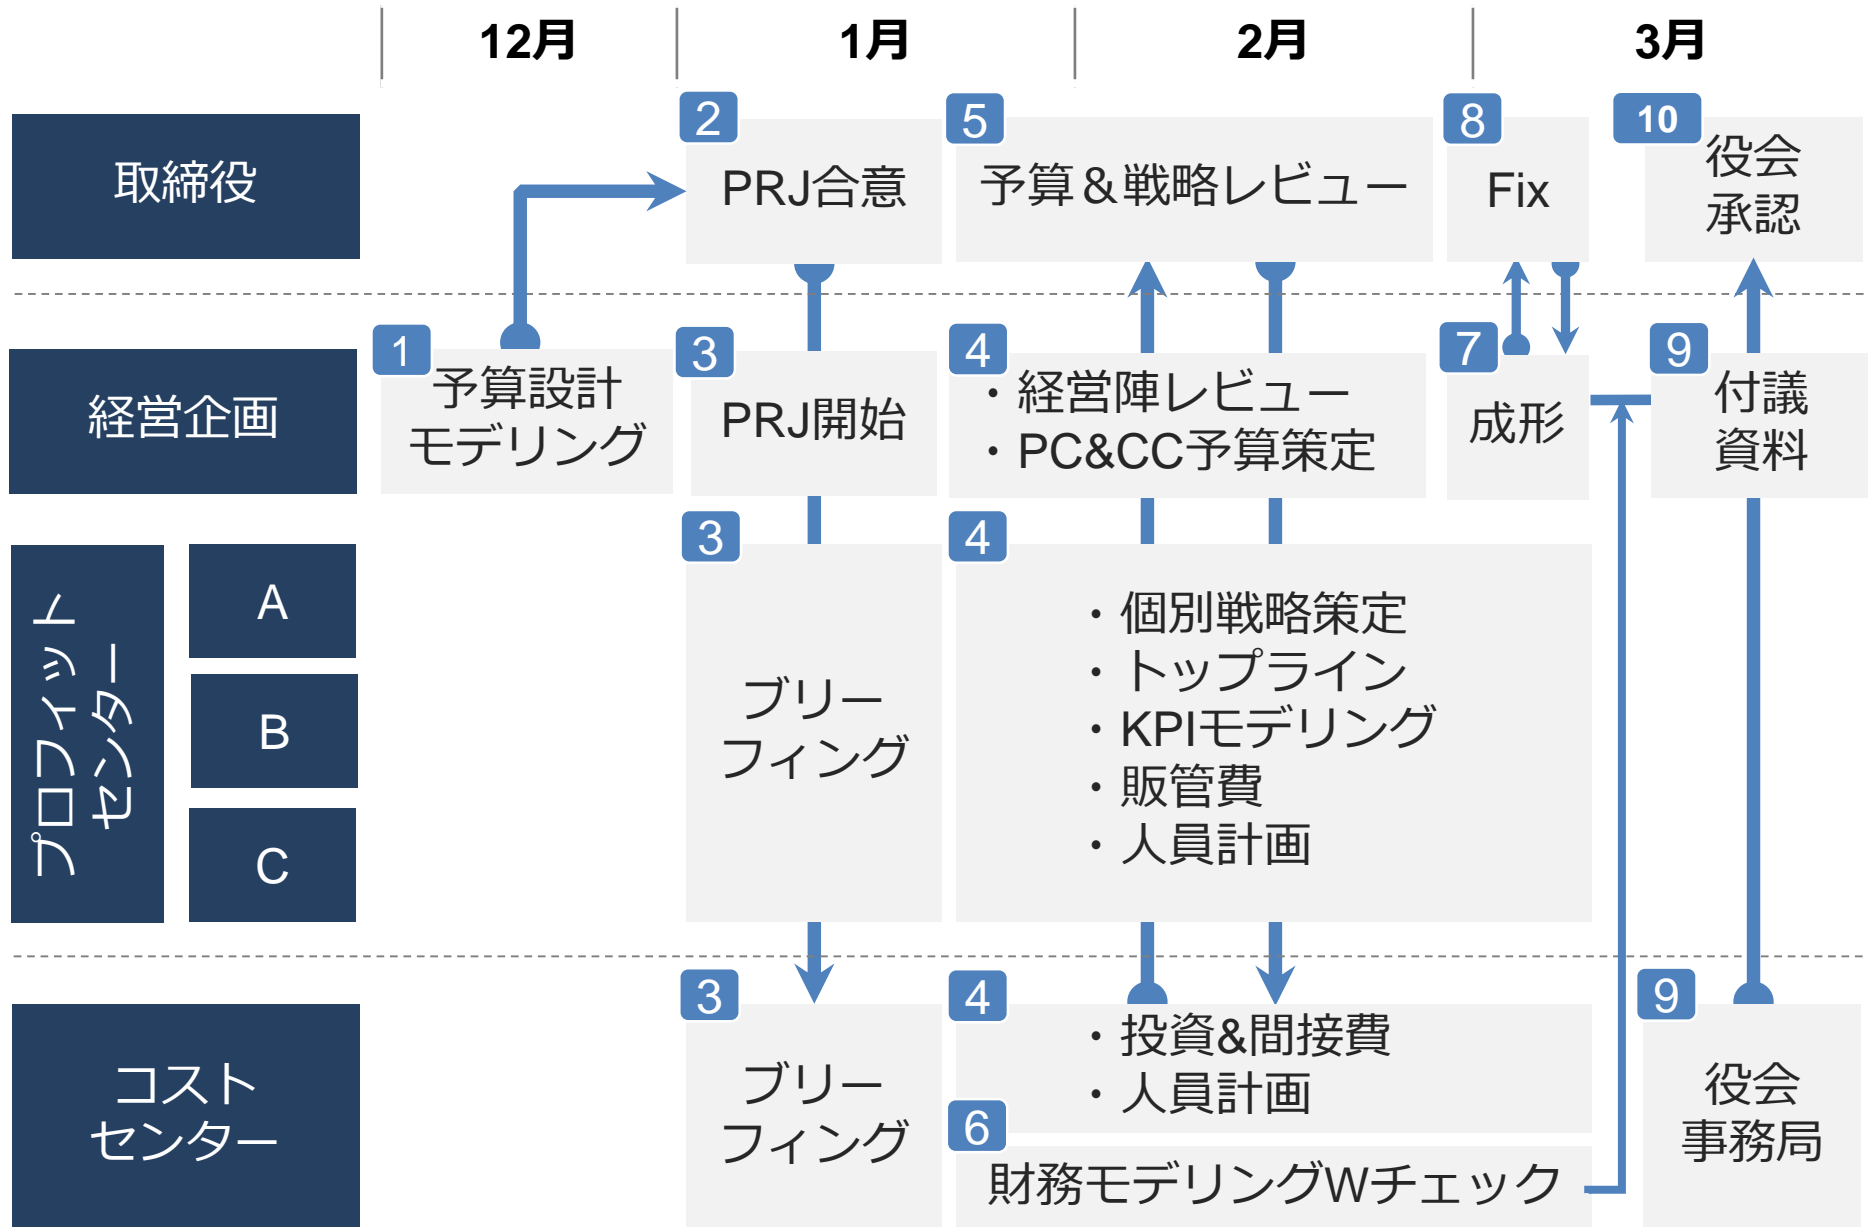 12月
1月
2月
3月
取締役
2
PRJ合意
5
予算＆戦略レビュー
8
Fix
10
役会
承認
経営企画
1
予算設計
モデリング
3
PRJ開始
4
・経営陣レビュー
・PC&CC予算策定
7
成形
9
付議
資料
プロフィット
センター
A
B
C
3
ブリー
フィング
4
・個別戦略策定
・トップライン
・KPIモデリング
・販管費
・人員計画
コスト
センター
3
ブリー
フィング
4
・投資&間接費
・人員計画
6
財務モデリングWチェック
9
役会
事務局